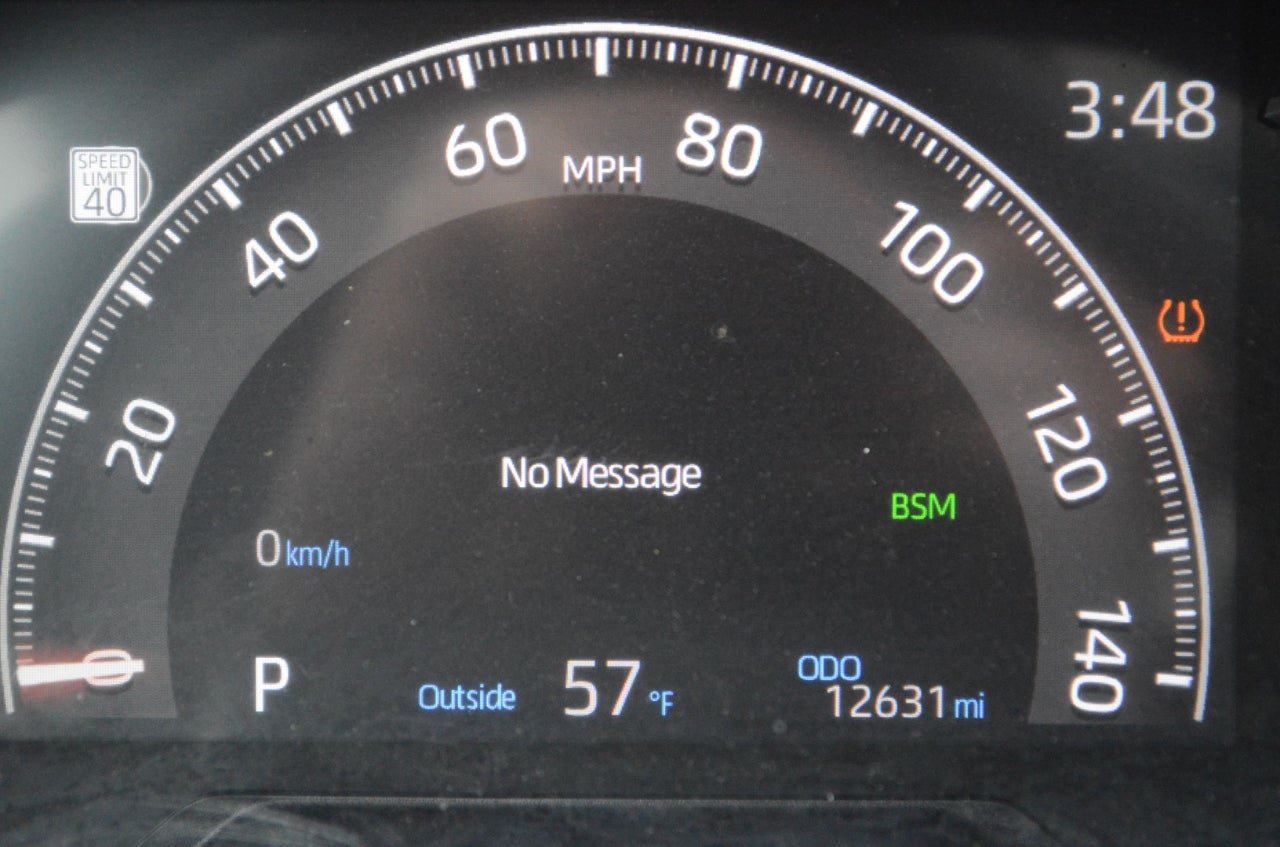 3:48
SPEED
LIMIT
40
0
20
40
60
80
100
120
140
MPH
No Message
BSM
0 km/h
P
Outside 57 °F
ODO
12631 mi